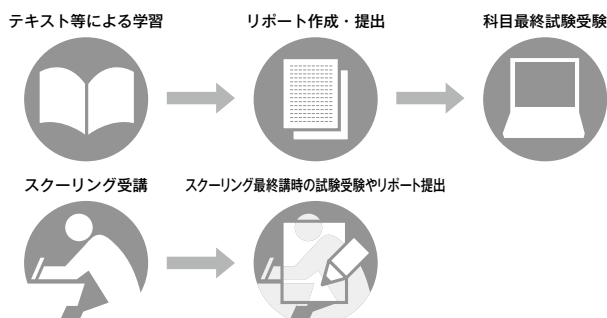 テキスト等による学習
リポート作成・提出
科目最終試験受験
スクーリング受講
スクーリング最終講時の試験受験やリポート提出